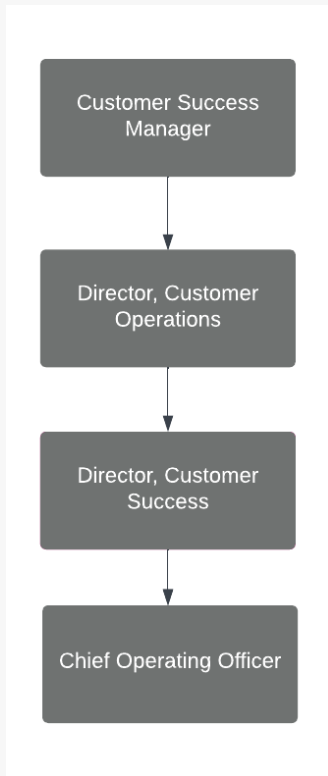 Customer Success
Manager
Director, Customer
Operations
Director, Customer
Success
Chief Operating Officer